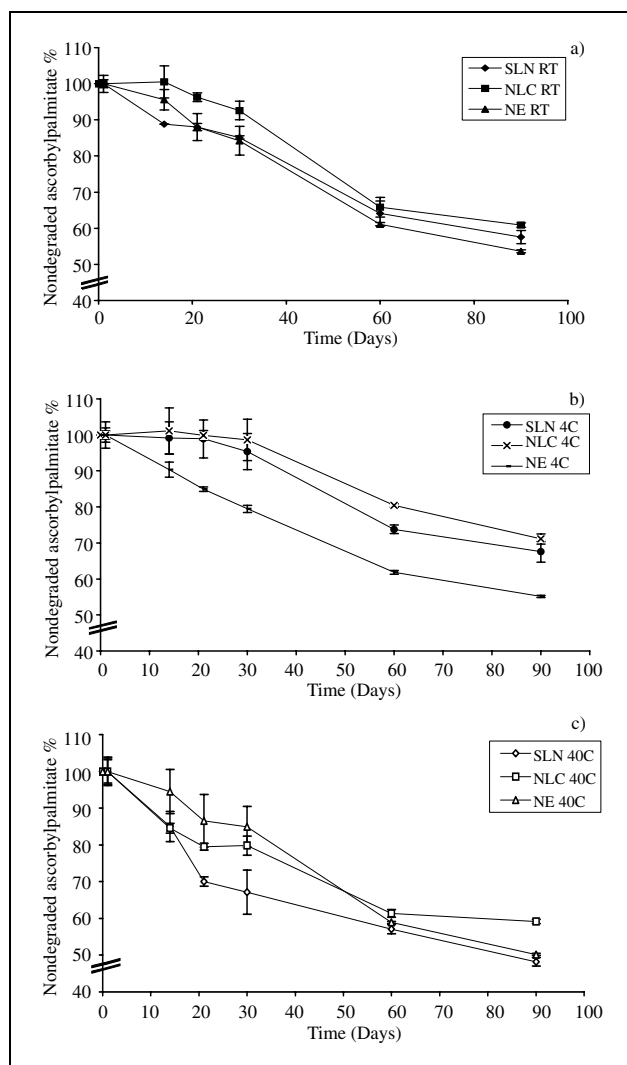 a)
Nondegraded ascorbylpalmitate %
110
100
90
80
70
60
50
40
SLN RT
NLC RT
NE RT
0 20 40 60 80 100
Time (Days)
b)
Nondegraded ascorbylpalmitate %
110
100
90
80
70
60
50
40
SLN 4C
NLC 4C
NE 4C
0 10 20 30 40 50 60 70 80 90 100
Time (Days)
c)
Nondegraded ascorbylpalmitate %
110
100
90
80
70
60
50
40
SLN 40C
NLC 40C
NE 40C
0 10 20 30 40 50 60 70 80 90 100
Time (Days)